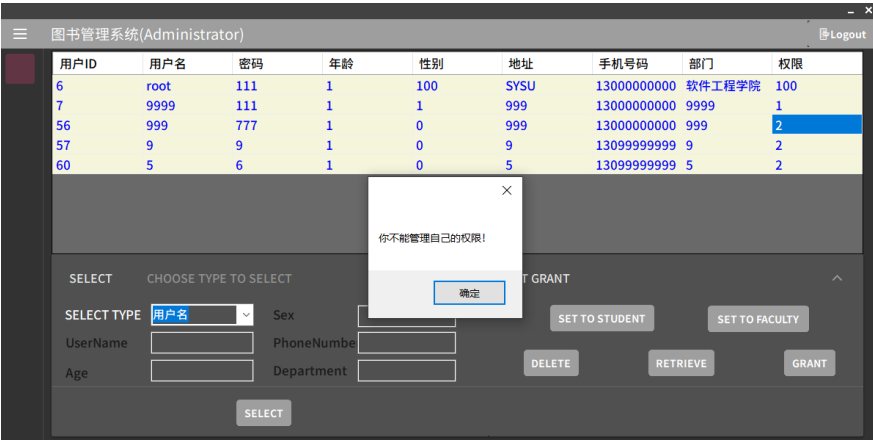 图书管理系统(Administrator)
Logout
用户ID 用户名 密码 年龄 性别 地址 手机号码 部门 权限
6 root 111 1 100 SYSU 13000000000 软件工程学院 100
7 9999 111 1 1 999 13000000000 9999 1
56 999 777 1 0 999 13000000000 999 2
57 9 9 1 0 9 13099999999 9 2
60 5 6 1 0 5 13099999999 5 2
你不能管理自己的权限!
确定
SELECT CHOOSE TYPE TO SELECT
GRANT
SELECT TYPE 用户名 Sex
UserName PhoneNumbe
Age Department
SELECT
SET TO STUDENT SET TO FACULTY
DELETE RETRIEVE GRANT